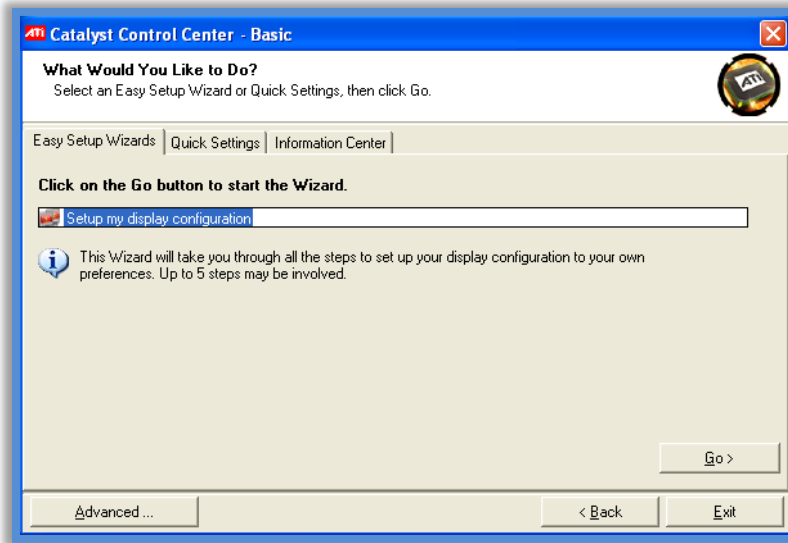 ATI Catalyst Control Center - Basic
What Would You Like to Do?
Select an Easy Setup Wizard or Quick Settings, then click Go.
ATI
Easy Setup Wizards Quick Settings Information Center
Click on the Go button to start the Wizard.
Setup my display configuration
This Wizard will take you through all the steps to set up your display configuration to your own
preferences. Up to 5 steps may be involved.
Go >
Advanced ... < Back Exit